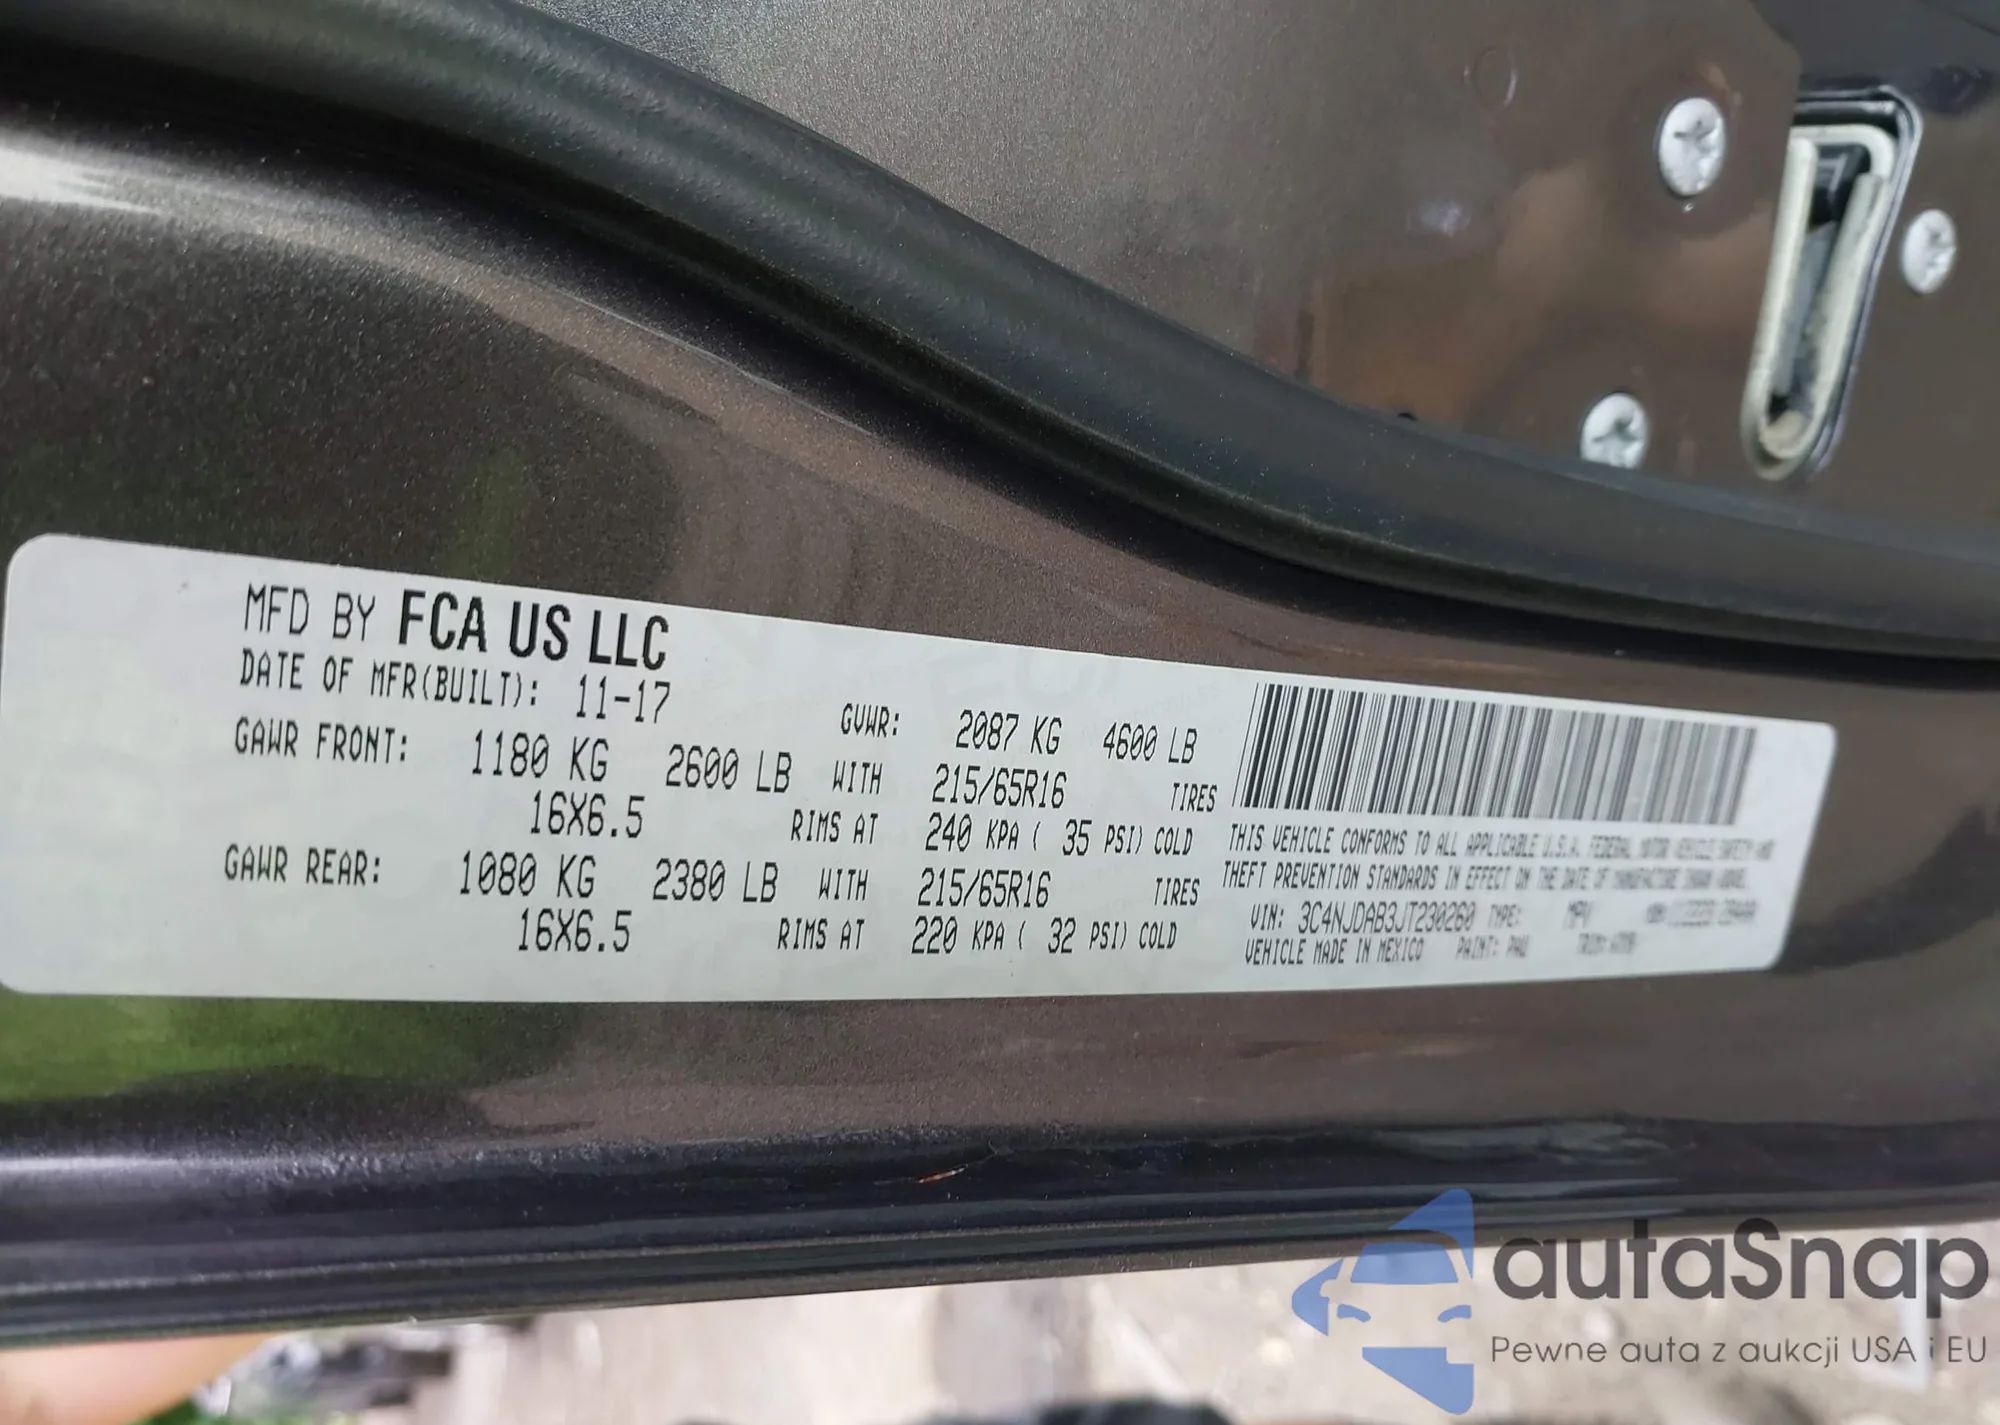 MFD BY FCA US LLC
DATE OF MFR(BUILT): 11-17
GVWR: 2087 KG 4600 LB
GAWR FRONT: 1180 KG 2600 LB WITH 215/65R16 TIRES
16X6.5 RIMS AT 240 KPA ( 35 PSI) COLD
GAWR REAR: 1080 KG 2380 LB WITH 215/65R16 TIRES
16X6.5 RIMS AT 220 KPA ( 32 PSI) COLD
THIS VEHICLE CONFORMS TO ALL APPLICABLE U.S.A. FEDERAL MOTOR VEHICLE SAFETY AND
THEFT PREVENTION STANDARDS IN EFFECT ON THE DATE OF MANUFACTURE SHOWN ABOVE.
VIN: 3C4NJDAB3JT230260 TYPE: MPV
VEHICLE MADE IN MEXICO PAINT: PAU
autaSnap
Pewne auta z aukcji USA i EU